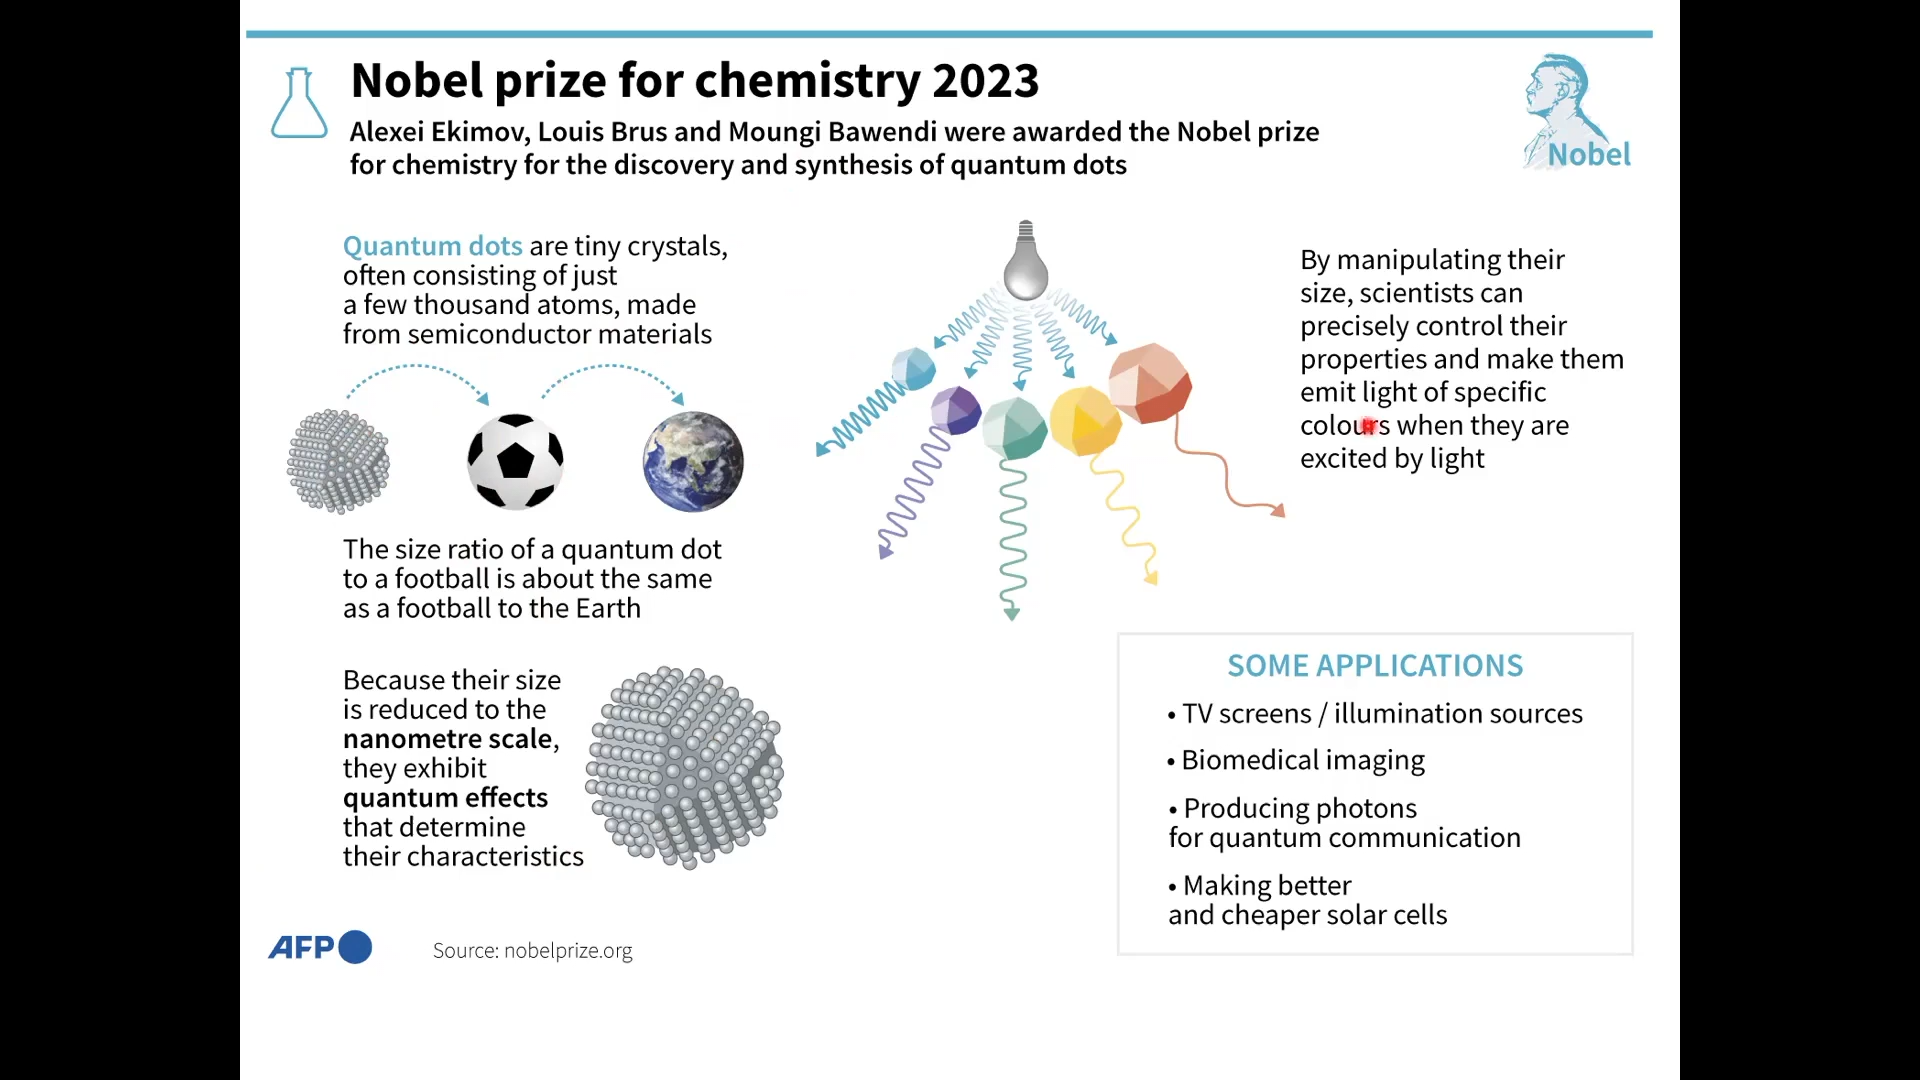 Nobel prize for chemistry 2023
Alexei Ekimov, Louis Brus and Moungi Bawendi were awarded the Nobel prize
for chemistry for the discovery and synthesis of quantum dots
Nobel
Quantum dots are tiny crystals,
often consisting of just
a few thousand atoms, made
from semiconductor materials
The size ratio of a quantum dot
to a football is about the same
as a football to the Earth
Because their size
is reduced to the
nanometre scale,
they exhibit
quantum effects
that determine
their characteristics
By manipulating their
size, scientists can
precisely control their
properties and make them
emit light of specific
colours when they are
excited by light
SOME APPLICATIONS
• TV screens / illumination sources
• Biomedical imaging
• Producing photons
for quantum communication
• Making better
and cheaper solar cells
AFP
Source: nobelprize.org